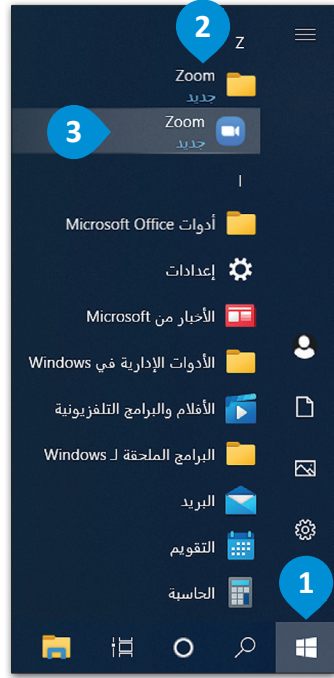 2
Z
Zoom
جديد
3
Zoom
جديد
ا
أدوات Microsoft Office
إعدادات
الأخبار من Microsoft
الأدوات الإدارية في Windows
الأفلام والبرامج التلفزيونية
البرامج الملحقة لـ Windows
البريد
التقويم
الحاسبة
1